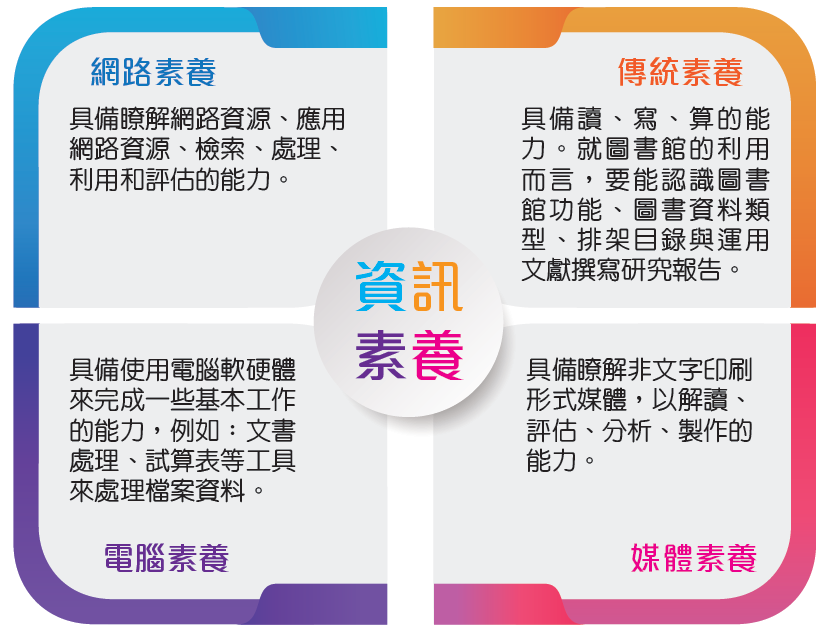 網路素養
具備瞭解網路資源、應用
網路資源、檢索、處理、
利用和評估的能力。
傳統素養
具備讀、寫、算的能
力。就圖書館的利用
而言，要能認識圖書
館功能、圖書資料類
型、排架目錄與運用
文獻撰寫研究報告。
資訊
素養
具備使用電腦軟硬體
來完成一些基本工作
的能力，例如：文書
處理、試算表等工具
來處理檔案資料。
電腦素養
具備瞭解非文字印刷
形式媒體，以解讀、
評估、分析、製作的
能力。
媒體素養